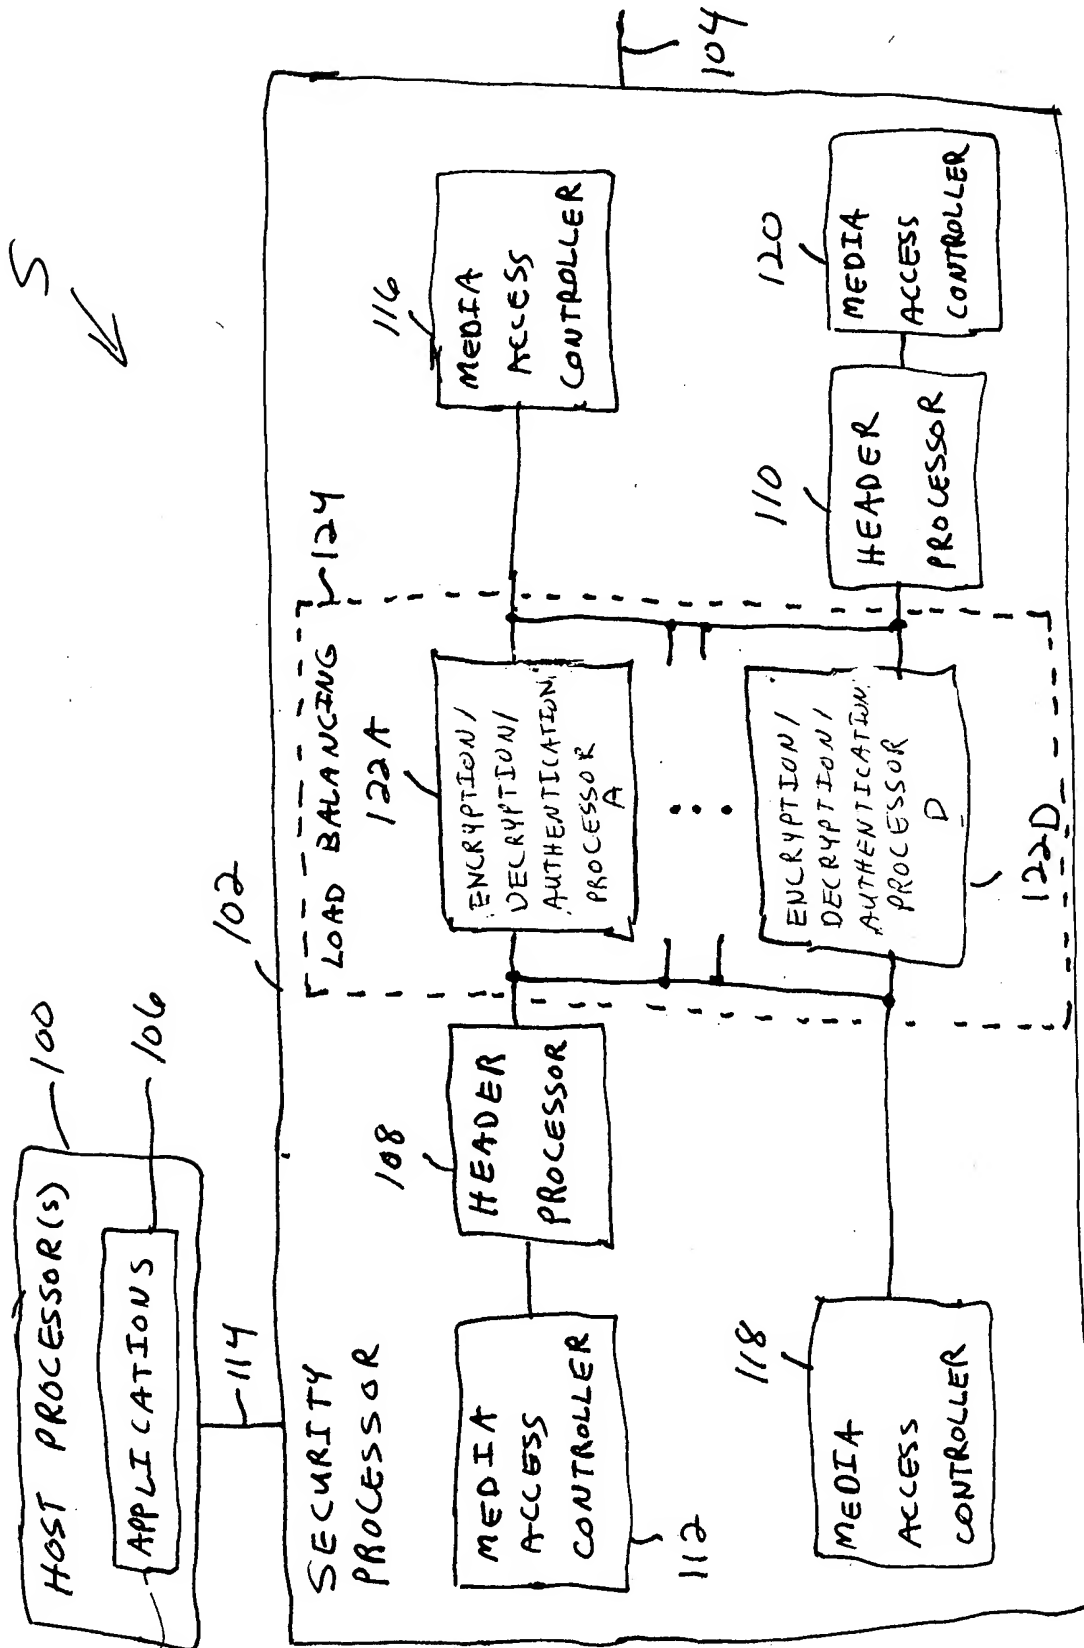 S
HOST PROCESSOR(S)
100
APPLICATIONS
106
114
102
104
SECURITY
PROCESSOR
LOAD BALANCING
124
MEDIA
ACCESS
CONTROLLER
112
108
HEADER
PROCESSOR
122A
ENCRYPTION/
DECRYPTION/
AUTHENTICATION
PROCESSOR
A
116
MEDIA
ACCESS
CONTROLLER
118
MEDIA
ACCESS
CONTROLLER
ENCRYPTION/
DECRYPTION/
AUTHENTICATION
PROCESSOR
D
122D
110
HEADER
PROCESSOR
120
MEDIA
ACCESS
CONTROLLER